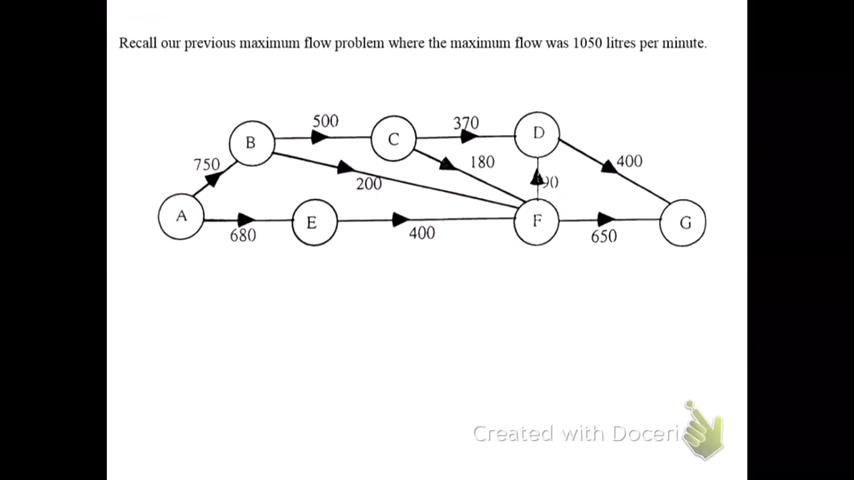 Recall our previous maximum flow problem where the maximum flow was 1050 litres per minute.
500
370
B
C
D
750
180
400
200
A
E
F
G
680
400
650
Created with Doceri